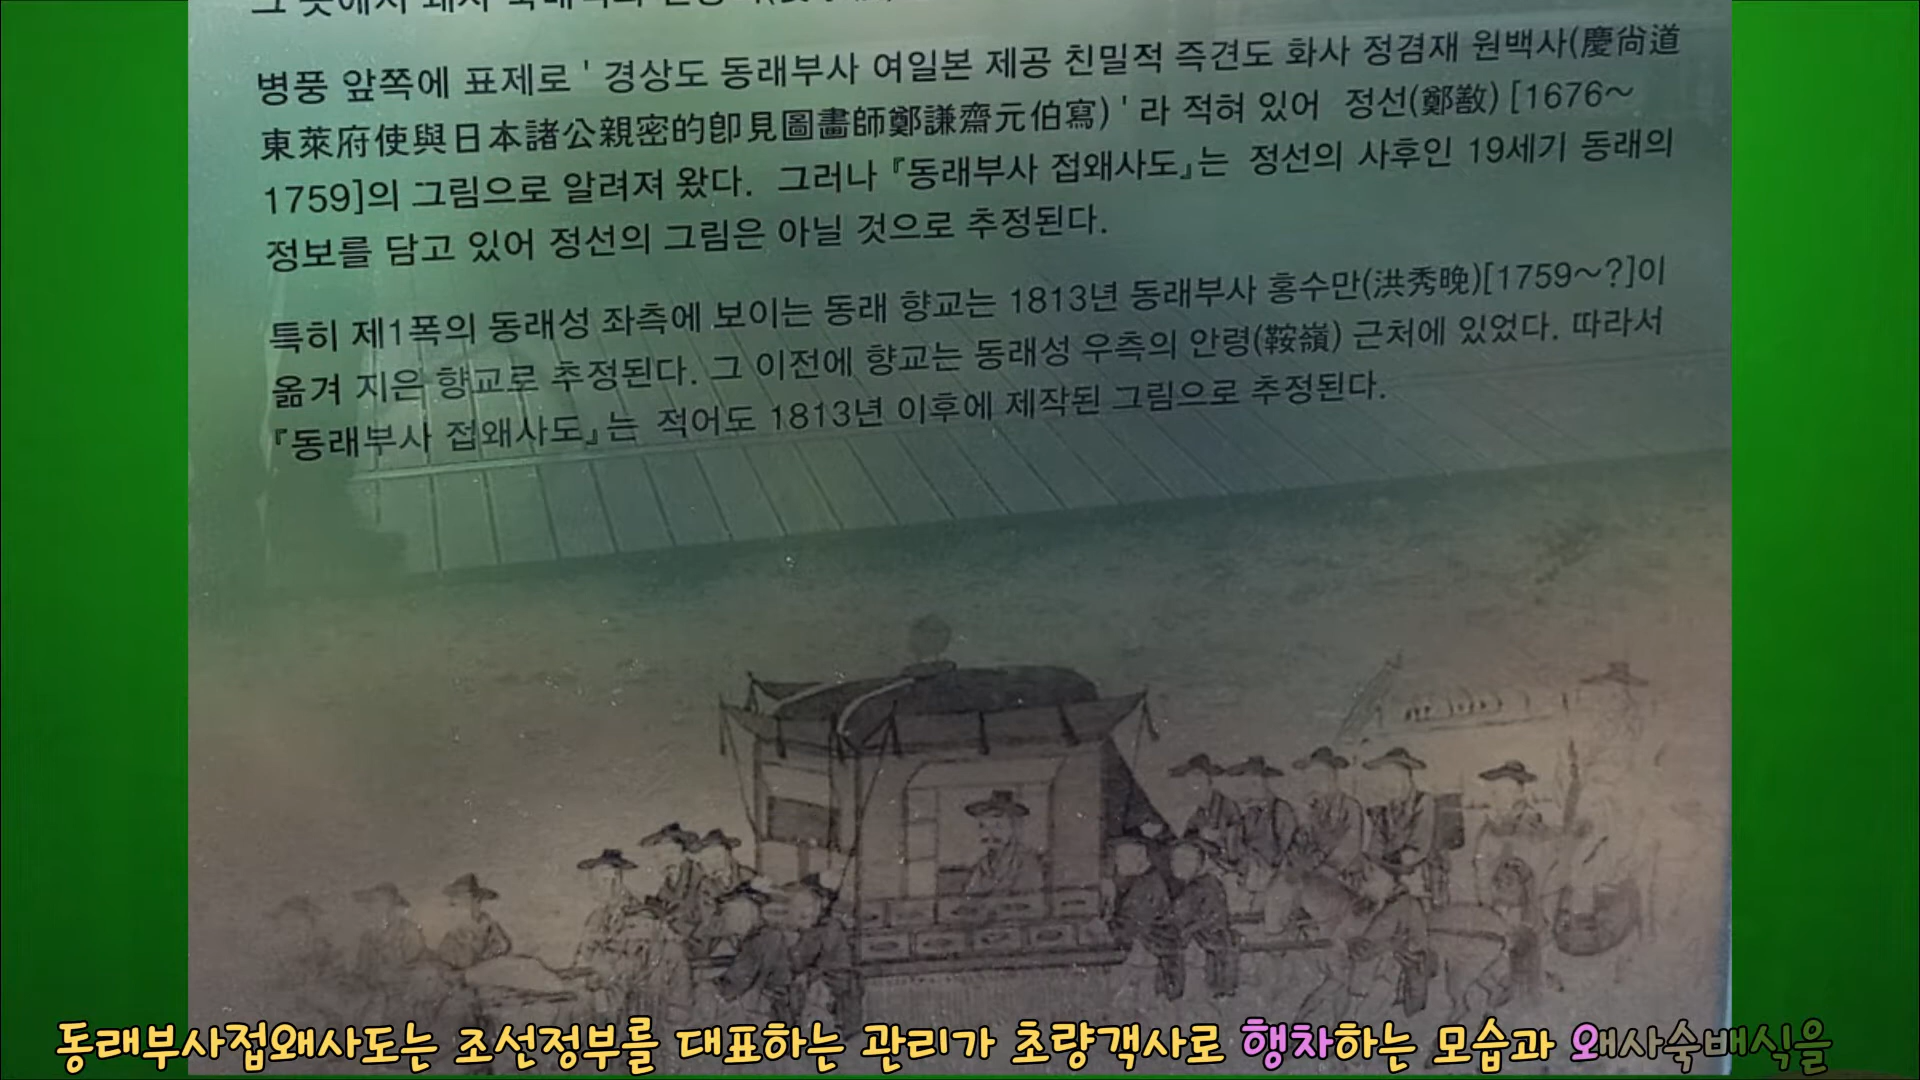 병풍 앞쪽에 표제로 ' 경상도 동래부사 여일본 제공 친밀적 즉견도 화사 정겸재 원백사(慶尙道
東萊府使與日本諸公親密的卽見圖畫師鄭謙齋元伯寫) ' 라 적혀 있어 정선(鄭敾) [1676～
1759]의 그림으로 알려져 왔다. 그러나 『동래부사 접왜사도』는 정선의 사후인 19세기 동래의
정보를 담고 있어 정선의 그림은 아닐 것으로 추정된다.
특히 제1폭의 동래성 좌측에 보이는 동래 향교는 1813년 동래부사 홍수만(洪秀晩)[1759～?]이
옮겨 지은 향교로 추정된다. 그 이전에 향교는 동래성 우측의 안령(鞍嶺) 근처에 있었다. 따라서
『동래부사 접왜사도』는 적어도 1813년 이후에 제작된 그림으로 추정된다.
동래부사접왜사도는 조선정부를 대표하는 관리가 초량객사로 행차하는 모습과 왜사숙배식을